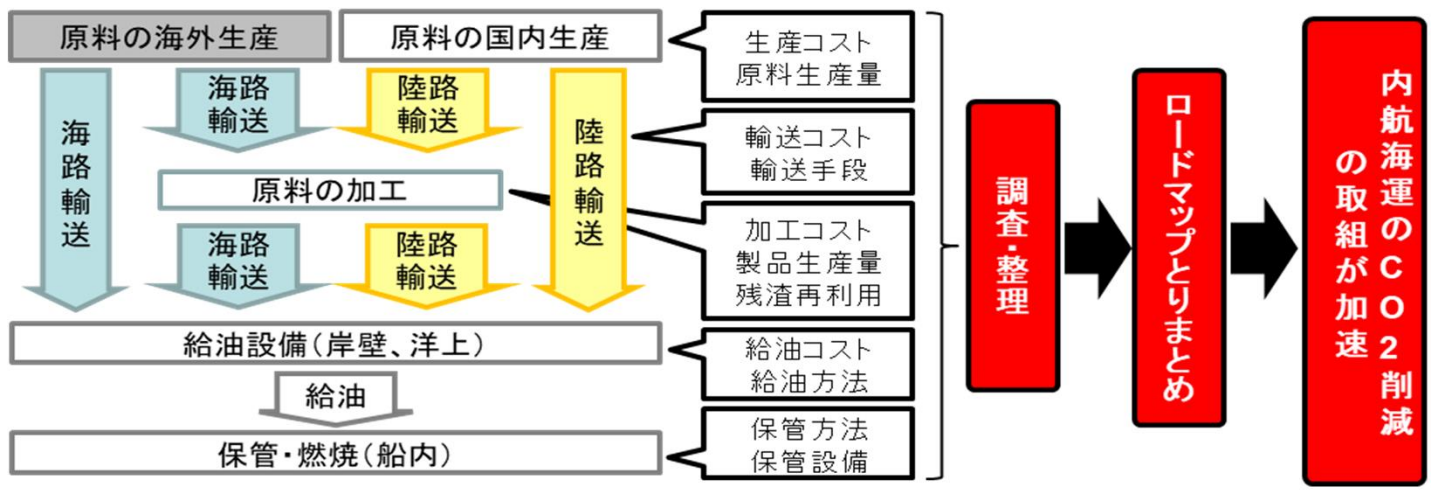 原料の海外生産
原料の国内生産
海路
輸送
陸路
輸送
海路輸送
陸路輸送
原料の加工
海路
輸送
陸路
輸送
給油設備(岸壁、洋上)
給油
保管・燃焼(船内)
生産コスト
原料生産量
輸送コスト
輸送手段
加工コスト
製品生産量
残渣再利用
給油コスト
給油方法
保管方法
保管設備
調査・整理
ロードマップとりまとめ
内航海運のCO2削減
の取組が加速